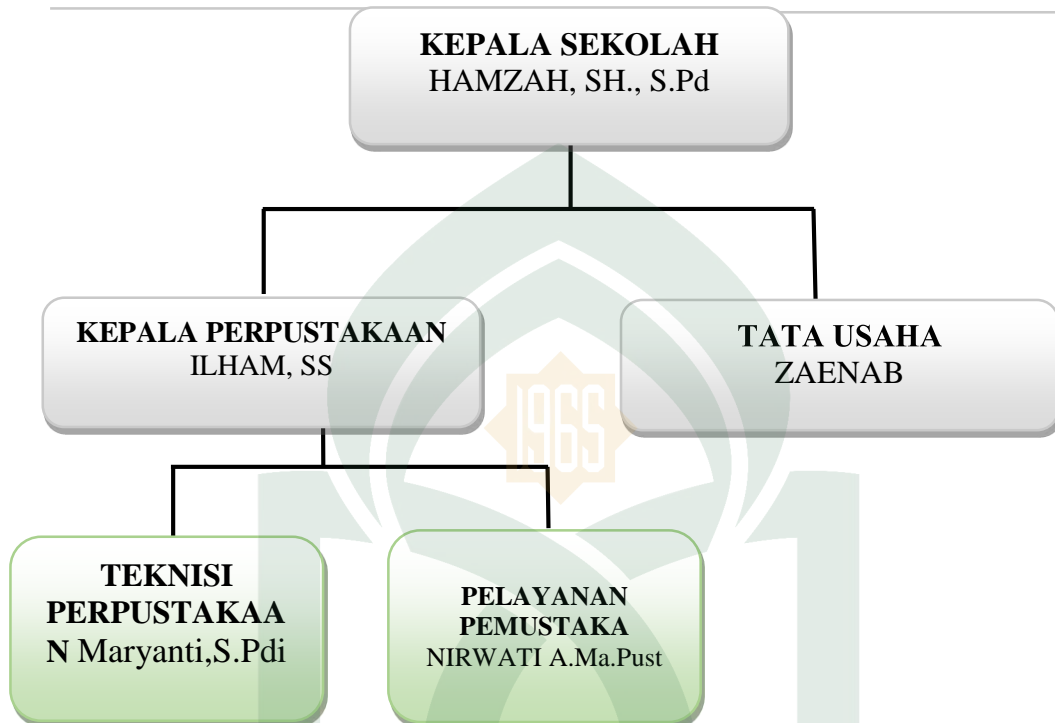 KEPALA SEKOLAH
HAMZAH, SH., S.Pd
KEPALA PERPUSTAKAAN
ILHAM, SS
TATA USAHA
ZAENAB
1965
TEKNISI
PERPUSTAKAA
N Maryanti,S.Pdi
PELAYANAN
PEMUSTAKA
NIRWATI A.Ma.Pust